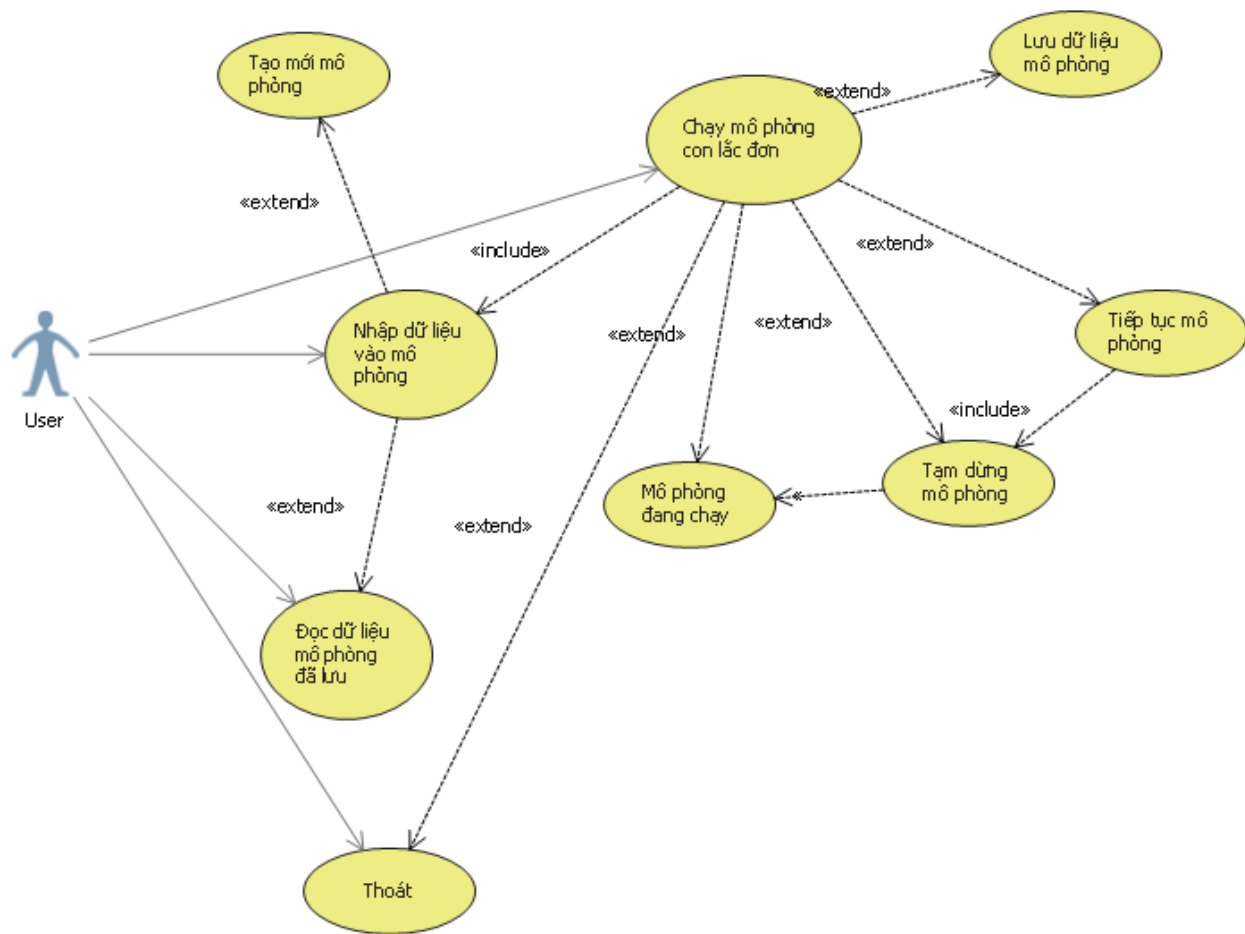 Tạo mới mô
phỏng
Lưu dữ liệu
mô phỏng
«extend»
Chạy mô phỏng
con lắc đơn
«extend»
«include»
«extend»
Nhập dữ liệu
vào mô
phỏng
«extend»
«extend»
Tiếp tục mô
phỏng
User
«include»
Tạm dừng
mô phỏng
Mô phỏng
đang chạy
«
«extend»
«extend»
Đọc dữ liệu
mô phỏng
đã lưu
Thoát